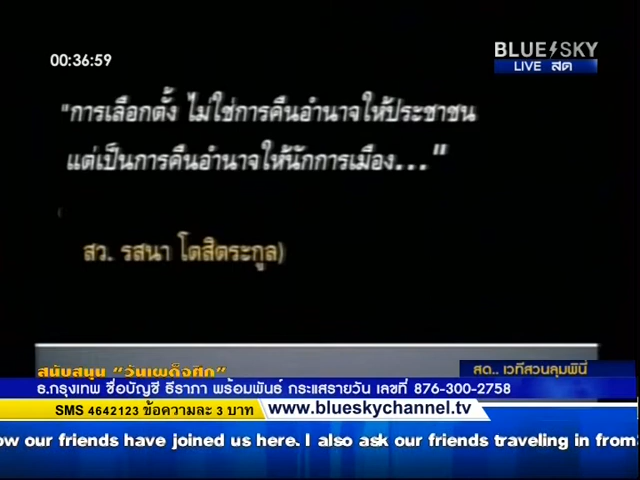 BLUE SKY
00:36:59
LIVE สด
"การเลือกตั้ง ไม่ใช่การคืนอำนาจให้ประชาชน
แต่เป็นการคืนอำนาจให้นักการเมือง..."
สว. รสนา โตสิตระกูล)
สนับสนุน "วันเผด็จศึก"
สด.. เวทีสวนลุมพินี
ธ.กรุงเทพ ชื่อบัญชี ธีราภา พร้อมพันธ์ กระแสรายวัน เลขที่ 876-300-2758
SMS 4642123 ข้อความละ 3 บาท
www.blueskychannel.tv
ow our friends have joined us here. I also ask our friends traveling in from